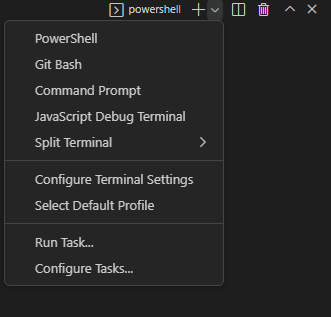 powershell
PowerShell
Git Bash
Command Prompt
JavaScript Debug Terminal
Split Terminal
Configure Terminal Settings
Select Default Profile
Run Task...
Configure Tasks...